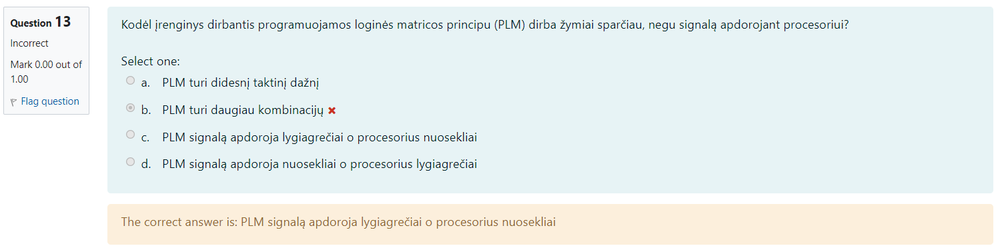 Question 13
Incorrect
Mark 0.00 out of
1.00
Flag question
Kodėl įrenginys dirbantis programuojamos loginės matricos principu (PLM) dirba žymiai sparčiau, negu signalą apdorojant procesoriui?
Select one:
a. PLM turi didesnį taktinį dažnį
b. PLM turi daugiau kombinacijų
c. PLM signalą apdoroja lygiagrečiai o procesorius nuosekliai
d. PLM signalą apdoroja nuosekliai o procesorius lygiagrečiai
The correct answer is: PLM signalą apdoroja lygiagrečiai o procesorius nuosekliai